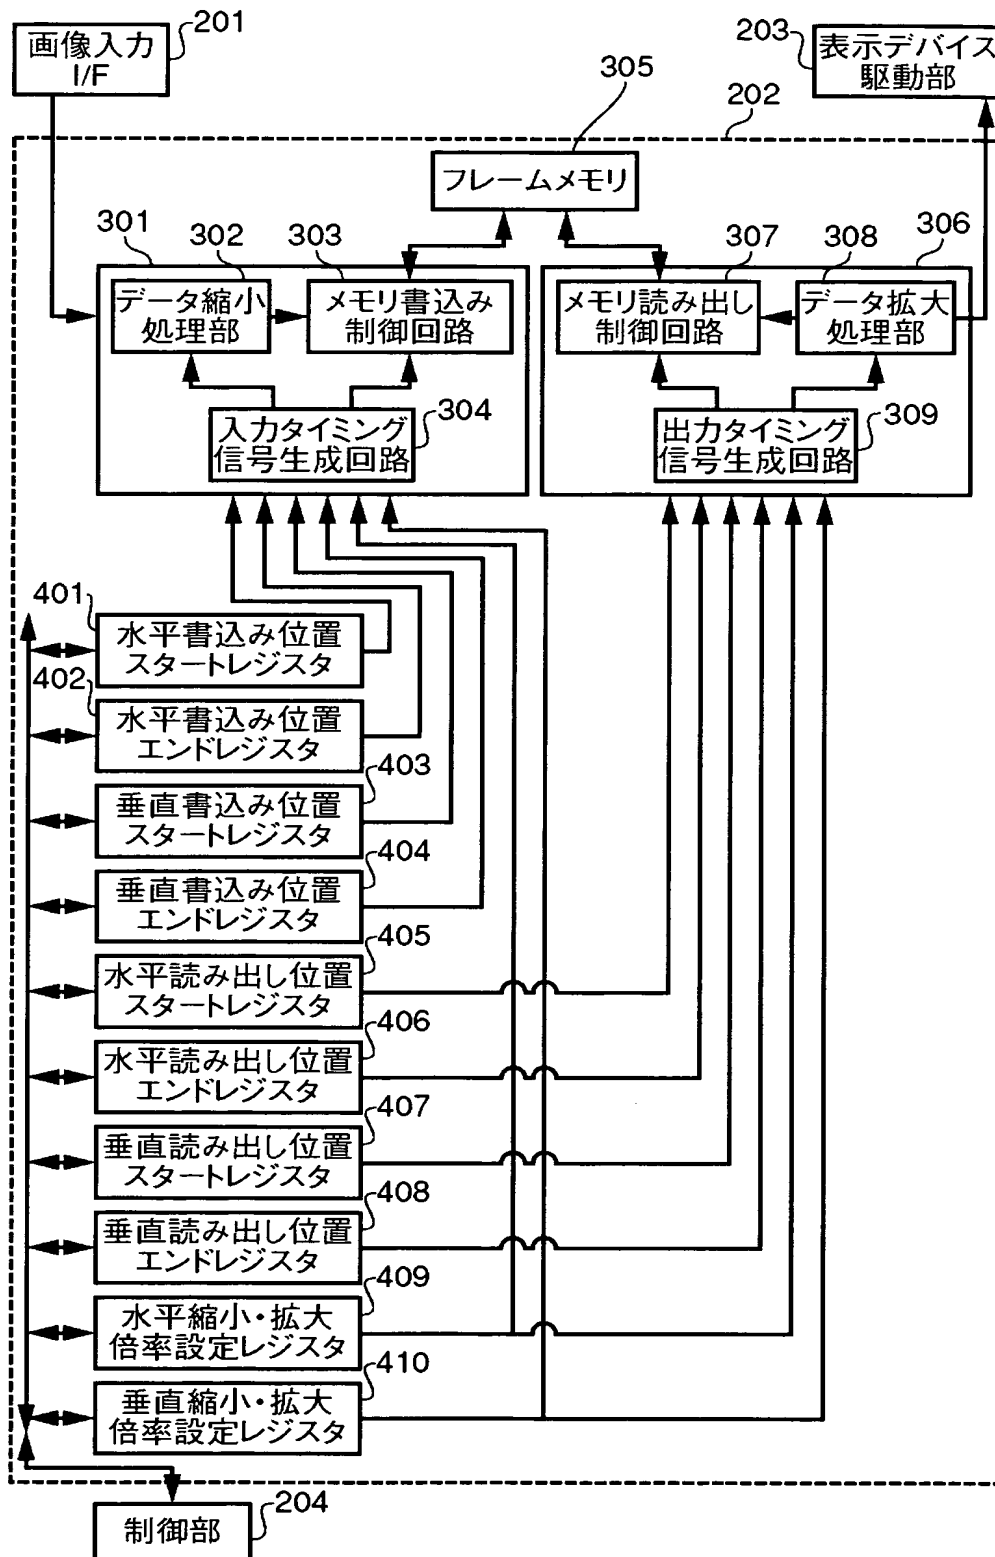 201
画像入力
I/F
203
表示デバイス
駆動部
305
202
フレームメモリ
301
302
303
307
308
306
データ縮小
処理部
メモリ書込み
制御回路
メモリ読み出し
制御回路
データ拡大
処理部
304
入力タイミング
信号生成回路
309
出力タイミング
信号生成回路
401
水平書込み位置
スタートレジスタ
402
水平書込み位置
エンドレジスタ
403
垂直書込み位置
スタートレジスタ
404
垂直書込み位置
エンドレジスタ
405
水平読み出し位置
スタートレジスタ
406
水平読み出し位置
エンドレジスタ
407
垂直読み出し位置
スタートレジスタ
408
垂直読み出し位置
エンドレジスタ
409
水平縮小・拡大
倍率設定レジスタ
410
垂直縮小・拡大
倍率設定レジスタ
204
制御部